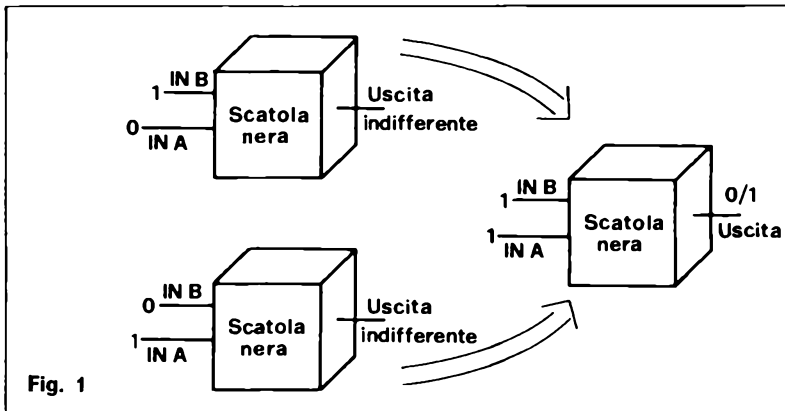 IN B
1
Scatola
nera
0
IN A
Uscita
indifferente
IN B
0
Scatola
nera
1
IN A
Uscita
indifferente
IN B
1
Scatola
nera
1
IN A
0/1
Uscita
Fig. 1